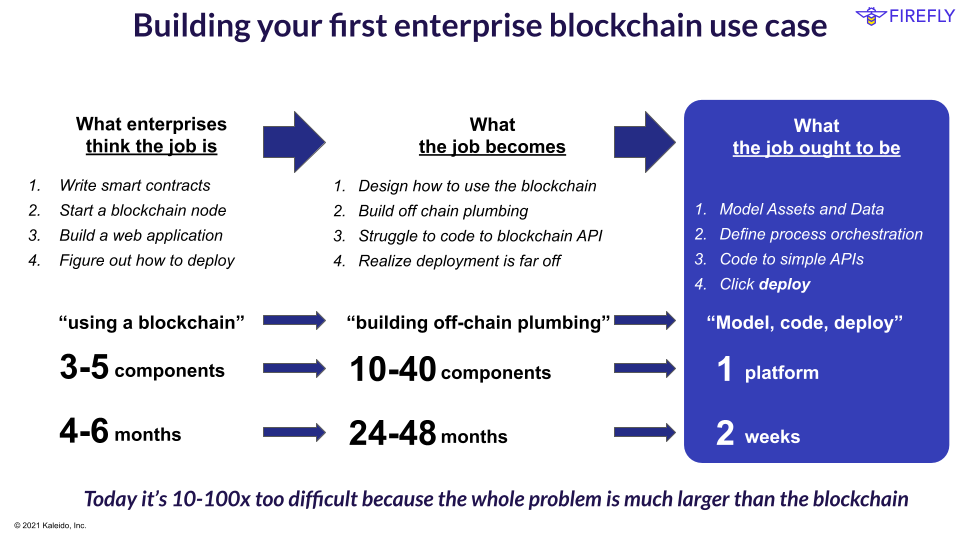 Building your first enterprise blockchain use case
FIREFLY
What enterprises
think the job is
1. Write smart contracts
2. Start a blockchain node
3. Build a web application
4. Figure out how to deploy
“using a blockchain”
3-5 components
4-6 months
What
the job becomes
1. Design how to use the blockchain
2. Build off chain plumbing
3. Struggle to code to blockchain API
4. Realize deployment is far off
“building off-chain plumbing”
10-40 components
24-48 months
What
the job ought to be
1. Model Assets and Data
2. Define process orchestration
3. Code to simple APIs
4. Click deploy
“Model, code, deploy”
1 platform
2 weeks
Today it’s 10-100x too difficult because the whole problem is much larger than the blockchain
© 2021 Kaleido, Inc.